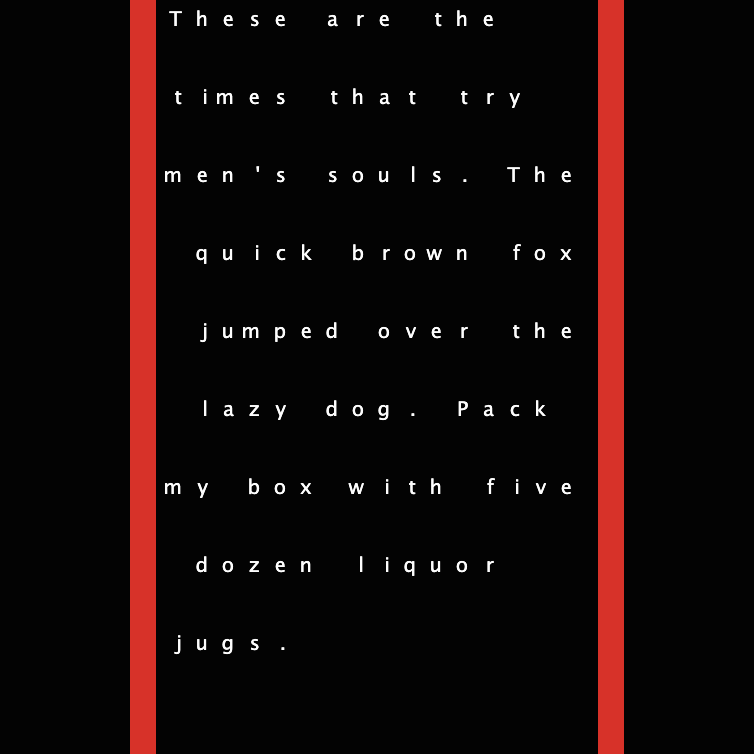 These are the
times that try
men's souls. The
quick brown fox
jumped over the
lazy dog. Pack
my box with five
dozen liquor
jugs.